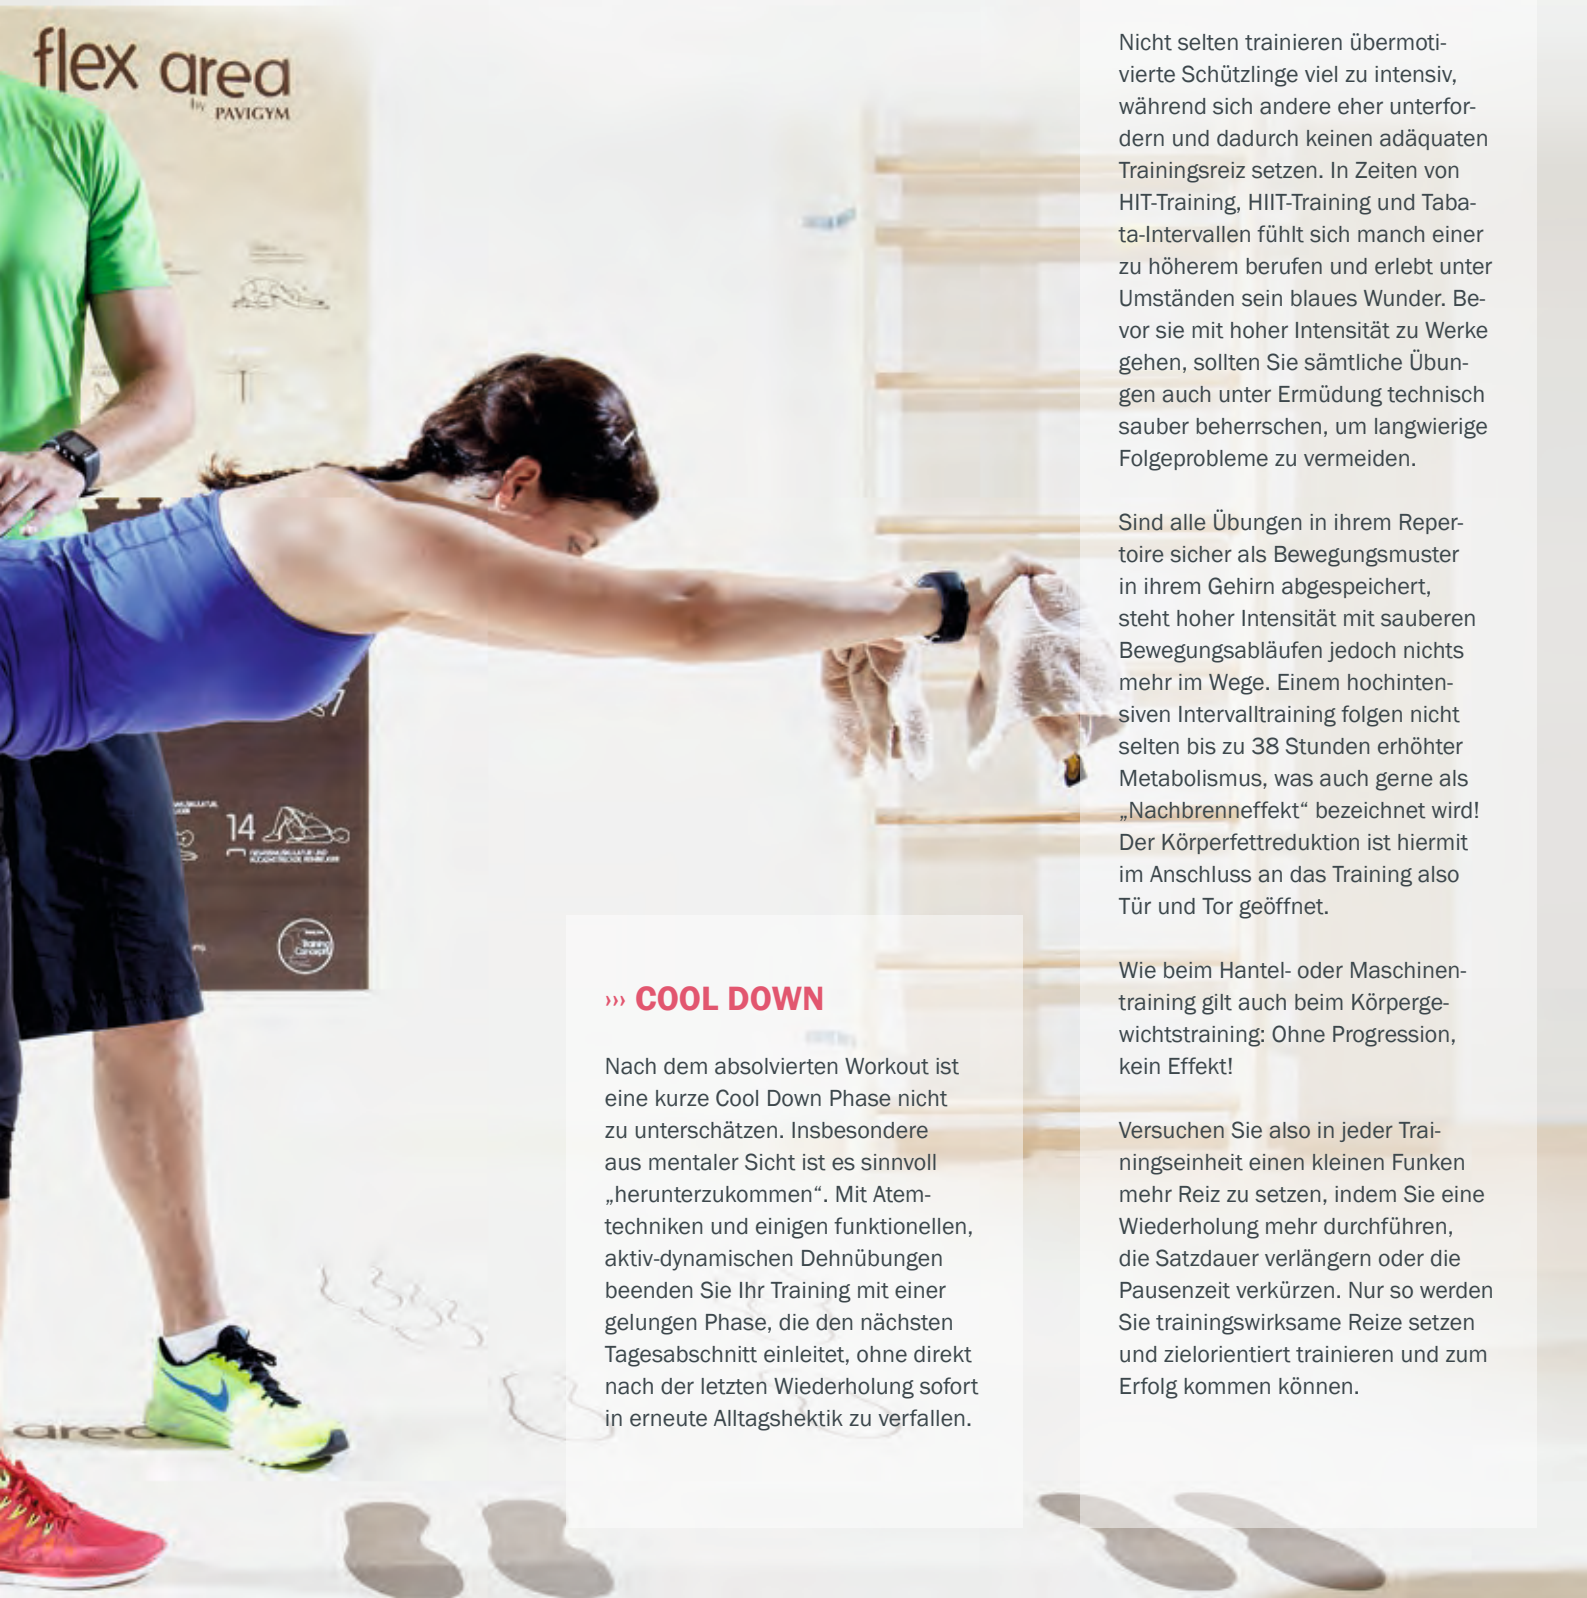 flex area
by PAVIGYM
7
14
Training
Concept
area
››› COOL DOWN
Nach dem absolvierten Workout ist
eine kurze Cool Down Phase nicht
zu unterschätzen. Insbesondere
aus mentaler Sicht ist es sinnvoll
„herunterzukommen“. Mit Atem-
techniken und einigen funktionellen,
aktiv-dynamischen Dehnübungen
beenden Sie Ihr Training mit einer
gelungen Phase, die den nächsten
Tagesabschnitt einleitet, ohne direkt
nach der letzten Wiederholung sofort
in erneute Alltagshektik zu verfallen.
Nicht selten trainieren übermoti-
vierte Schützlinge viel zu intensiv,
während sich andere eher unterfor-
dern und dadurch keinen adäquaten
Trainingsreiz setzen. In Zeiten von
HIT-Training, HIIT-Training und Taba-
ta-Intervallen fühlt sich manch einer
zu höherem berufen und erlebt unter
Umständen sein blaues Wunder. Be-
vor sie mit hoher Intensität zu Werke
gehen, sollten Sie sämtliche Übun-
gen auch unter Ermüdung technisch
sauber beherrschen, um langwierige
Folgeprobleme zu vermeiden.
Sind alle Übungen in ihrem Reper-
toire sicher als Bewegungsmuster
in ihrem Gehirn abgespeichert,
steht hoher Intensität mit sauberen
Bewegungsabläufen jedoch nichts
mehr im Wege. Einem hochinten-
siven Intervalltraining folgen nicht
selten bis zu 38 Stunden erhöhter
Metabolismus, was auch gerne als
„Nachbrenneffekt“ bezeichnet wird!
Der Körperfettreduktion ist hiermit
im Anschluss an das Training also
Tür und Tor geöffnet.
Wie beim Hantel- oder Maschinen-
training gilt auch beim Körperge-
wichtstraining: Ohne Progression,
kein Effekt!
Versuchen Sie also in jeder Trai-
ningseinheit einen kleinen Funken
mehr Reiz zu setzen, indem Sie eine
Wiederholung mehr durchführen,
die Satzdauer verlängern oder die
Pausenzeit verkürzen. Nur so werden
Sie trainingswirksame Reize setzen
und zielorientiert trainieren und zum
Erfolg kommen können.